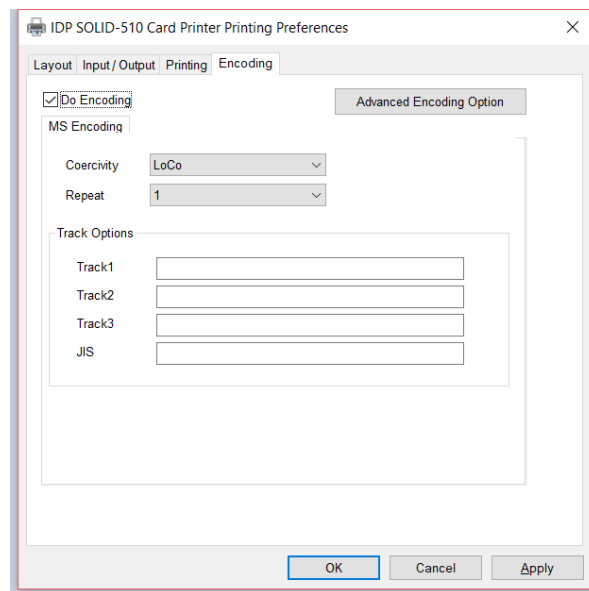 IDP SOLID-510 Card Printer Printing Preferences
Layout Input / Output Printing Encoding
Do Encoding Advanced Encoding Option
MS Encoding
Coercivity LoCo
Repeat 1
Track Options
Track1
Track2
Track3
JIS
OK Cancel Apply